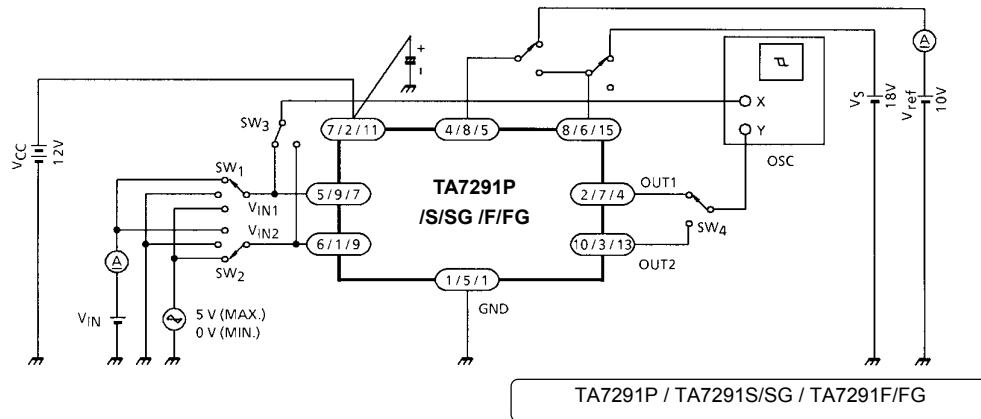 +
-
A
X
Y
OSC
VS
18V
Vref
10V
VCC
12V
SW3
7 / 2 / 11
4 / 8 / 5
8 / 6 / 15
SW1
VIN1
5 / 9 / 7
TA7291P
/S/SG /F/FG
2 / 7 / 4
OUT1
SW4
VIN2
6 / 1 / 9
10 / 3 / 13
OUT2
SW2
A
1 / 5 / 1
GND
VIN
5 V (MAX.)
0 V (MIN.)
TA7291P / TA7291S/SG / TA7291F/FG